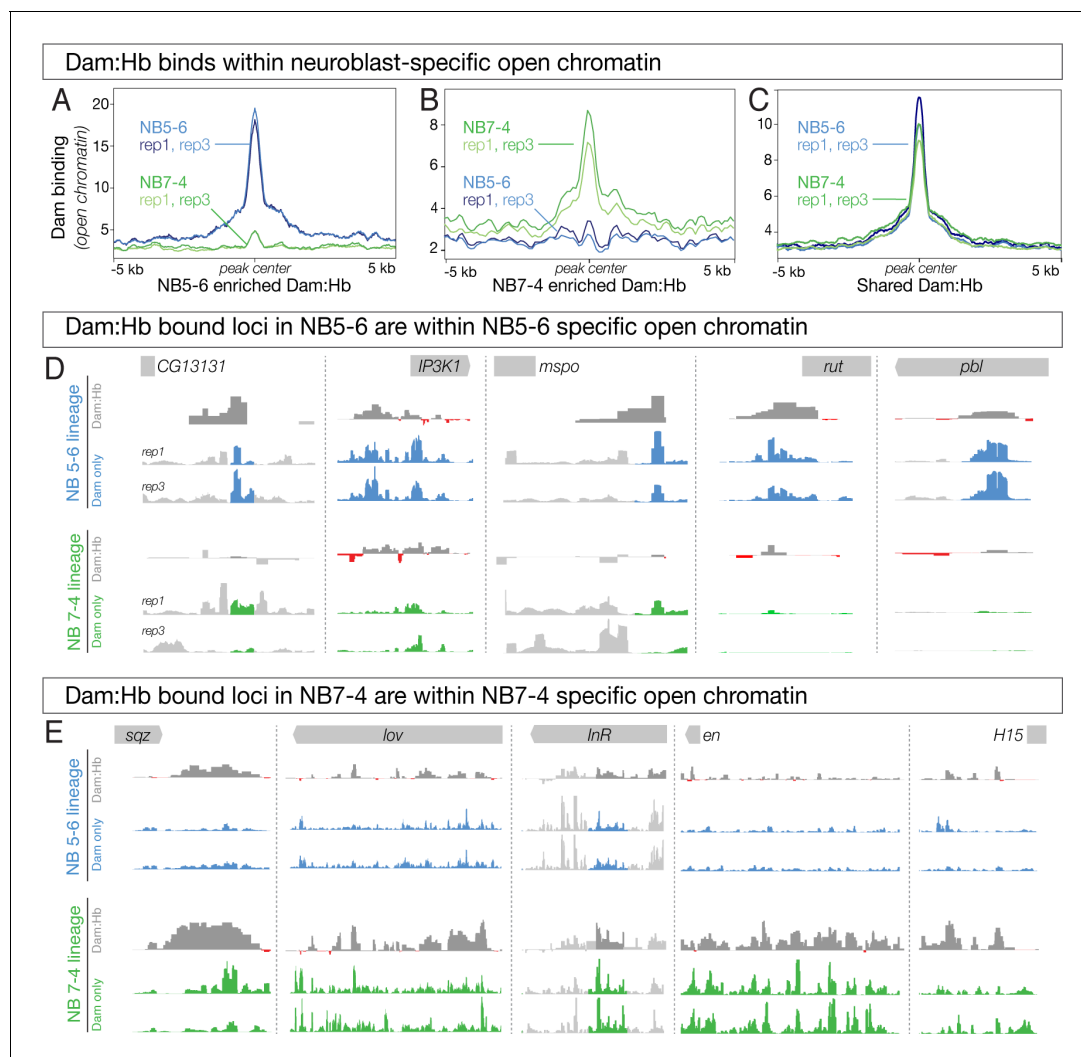 Dam:Hb binds within neuroblast-specific open chromatin
A
B
C
Dam binding
(open chromatin)
20
15
10
5
NB5-6
rep1, rep3
NB7-4
rep1, rep3
-5 kb
peak center
5 kb
NB5-6 enriched Dam:Hb
8
6
4
2
NB7-4
rep1, rep3
NB5-6
rep1, rep3
-5 kb
peak center
5 kb
NB7-4 enriched Dam:Hb
10
8
6
4
NB5-6
rep1, rep3
NB7-4
rep1, rep3
-5 kb
peak center
5 kb
Shared Dam:Hb
Dam:Hb bound loci in NB5-6 are within NB5-6 specific open chromatin
D
CG13131
IP3K1
mspo
rut
pbl
NB 5-6 lineage
Dam:Hb
Dam only
rep1
rep3
NB 7-4 lineage
Dam:Hb
Dam only
rep1
rep3
Dam:Hb bound loci in NB7-4 are within NB7-4 specific open chromatin
E
sqz
lov
InR
en
H15
NB 5-6 lineage
Dam:Hb
Dam only
NB 7-4 lineage
Dam:Hb
Dam only